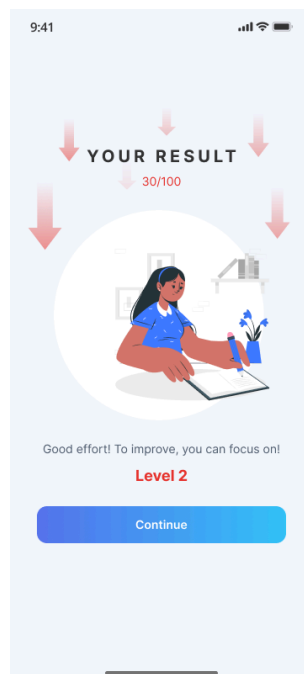 9:41
YOUR RESULT
30/100
Good effort! To improve, you can focus on!
Level 2
Continue